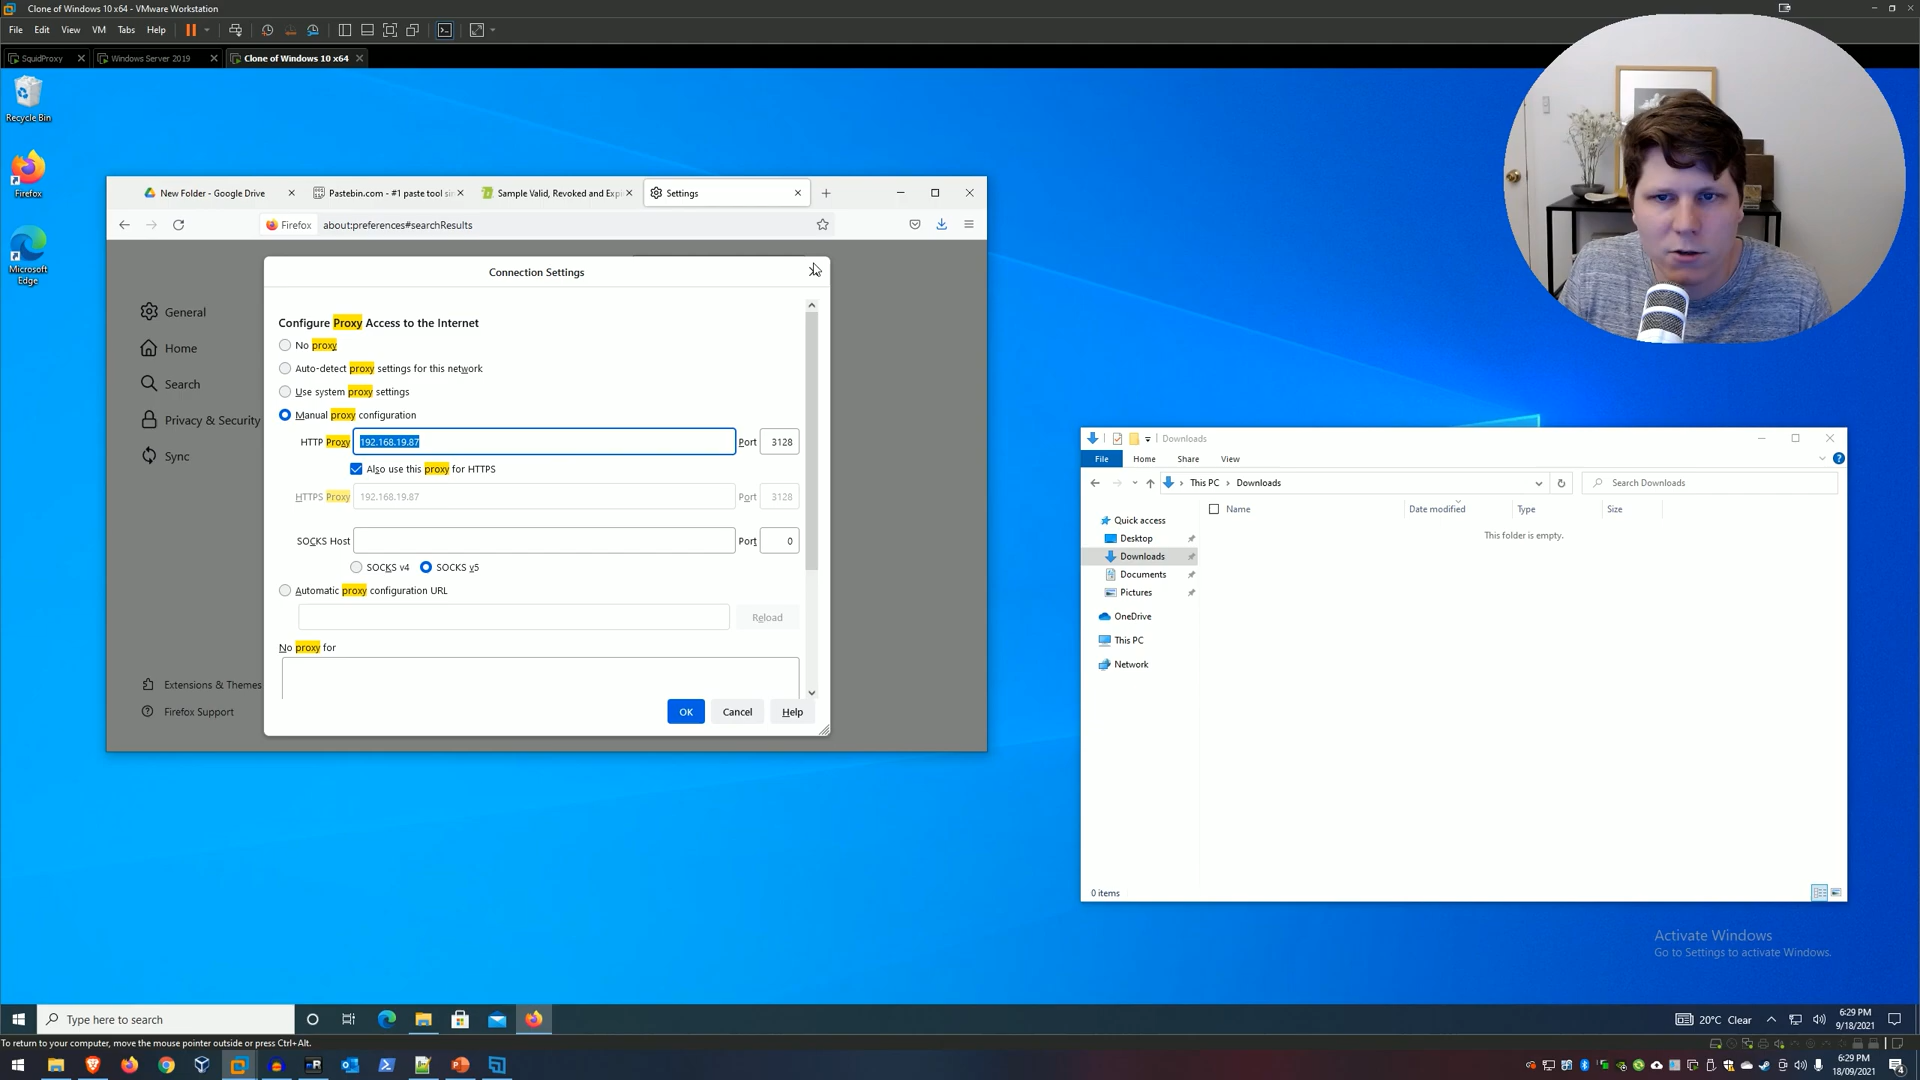 Clone of Windows 10 x64 - VMware Workstation
File Edit View VM Tabs Help
SquidProxy Windows Server 2019 Clone of Windows 10 x64
Recycle Bin
Firefox
Microsoft
Edge
New Folder - Google Drive Pastebin.com - #1 paste tool sin Sample Valid, Revoked and Expi Settings
Firefox about:preferences#searchResults
General
Home
Search
Privacy & Security
Sync
Extensions & Themes
Firefox Support
Connection Settings
Configure Proxy Access to the Internet
No proxy
Auto-detect proxy settings for this network
Use system proxy settings
Manual proxy configuration
HTTP Proxy 192.168.19.87 Port 3128
Also use this proxy for HTTPS
HTTPS Proxy 192.168.19.87 Port 3128
SOCKS Host Port 0
SOCKS v4 SOCKS v5
Automatic proxy configuration URL
Reload
No proxy for
OK Cancel Help
Downloads
File Home Share View
This PC Downloads Search Downloads
Name Date modified Type Size
This folder is empty.
Quick access
Desktop
Downloads
Documents
Pictures
OneDrive
This PC
Network
0 items
Activate Windows
Go to Settings to activate Windows.
Type here to search
20°C Clear
6:29 PM
9/18/2021
To return to your computer, move the mouse pointer outside or press Ctrl+Alt.
6:29 PM
18/09/2021